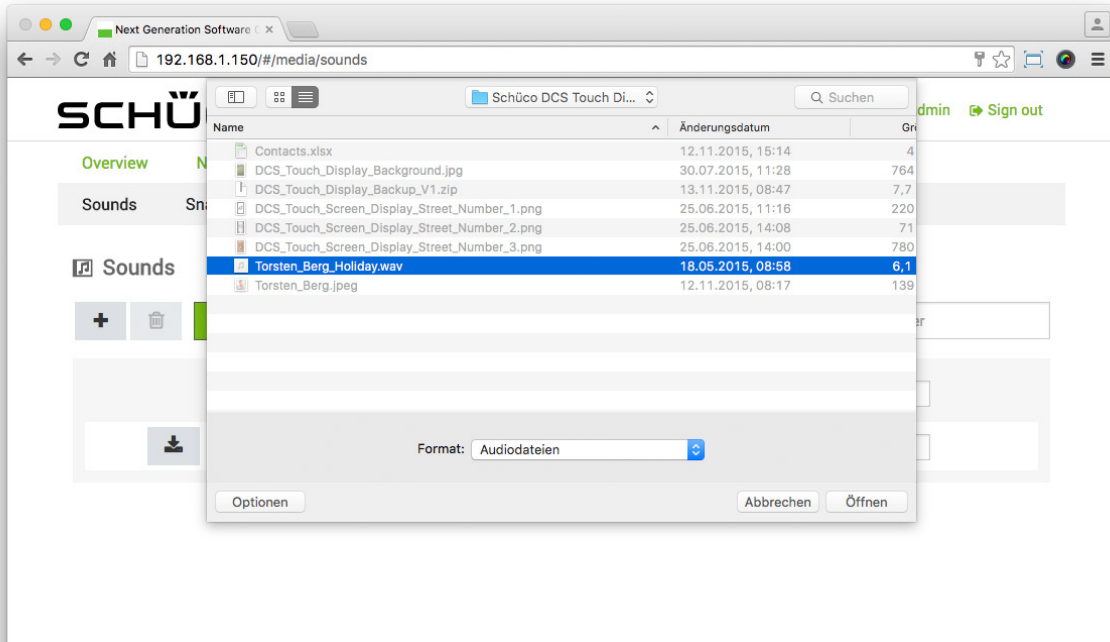 Next Generation Software
192.168.1.150/#/media/sounds
SCHÜ
dmin Sign out
Overview N
Sounds Sna
Sounds
er
Schüco DCS Touch Di...
Suchen
Name Änderungsdatum Grö
Contacts.xlsx 12.11.2015, 15:14 4
DCS_Touch_Display_Background.jpg 30.07.2015, 11:28 764
DCS_Touch_Display_Backup_V1.zip 13.11.2015, 08:47 7,7
DCS_Touch_Screen_Display_Street_Number_1.png 25.06.2015, 11:16 220
DCS_Touch_Screen_Display_Street_Number_2.png 25.06.2015, 14:08 71
DCS_Touch_Screen_Display_Street_Number_3.png 25.06.2015, 14:00 780
Torsten_Berg_Holiday.wav 18.05.2015, 08:58 6,1
Torsten_Berg.jpeg 12.11.2015, 08:17 139
Format: Audiodateien
Optionen Abbrechen Öffnen